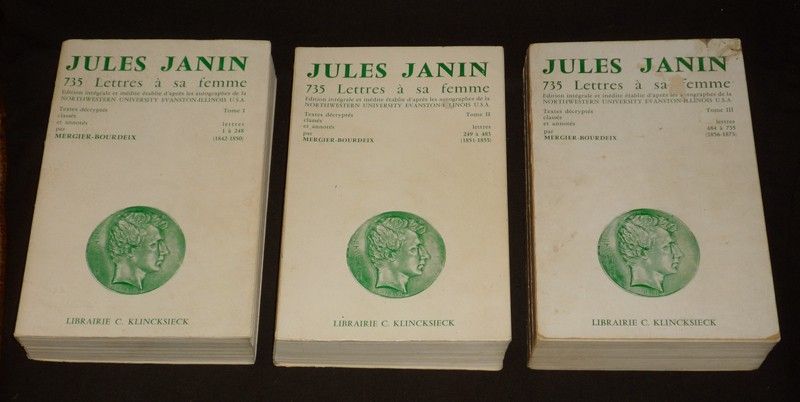 JULES JANIN
735 Lettres à sa femme
Edition intégrale et inédite établie d'après les autographes de la
NORTHWESTERN UNIVERSITY EVANSTON-ILLINOIS U.S.A.
Textes décryptés
classés
et annotés
par
MERGIER-BOURDEIX
Tome I
lettres
1 à 248
(1842-1850)
LIBRAIRIE C. KLINCKSIECK
JULES JANIN
735 Lettres à sa femme
Edition intégrale et inédite établie d'après les autographes de la
NORTHWESTERN UNIVERSITY EVANSTON-ILLINOIS U.S.A.
Textes décryptés
classés
et annotés
par
MERGIER-BOURDEIX
Tome II
lettres
249 à 483
(1851-1855)
LIBRAIRIE C. KLINCKSIECK
JULES JANIN
735 Lettres à sa femme
Edition intégrale et inédite établie d'après les autographes de la
NORTHWESTERN UNIVERSITY EVANSTON-ILLINOIS U.S.A.
Textes décryptés
classés
et annotés
par
MERGIER-BOURDEIX
Tome III
lettres
484 à 735
(1856-1873)
LIBRAIRIE C. KLINCKSIECK